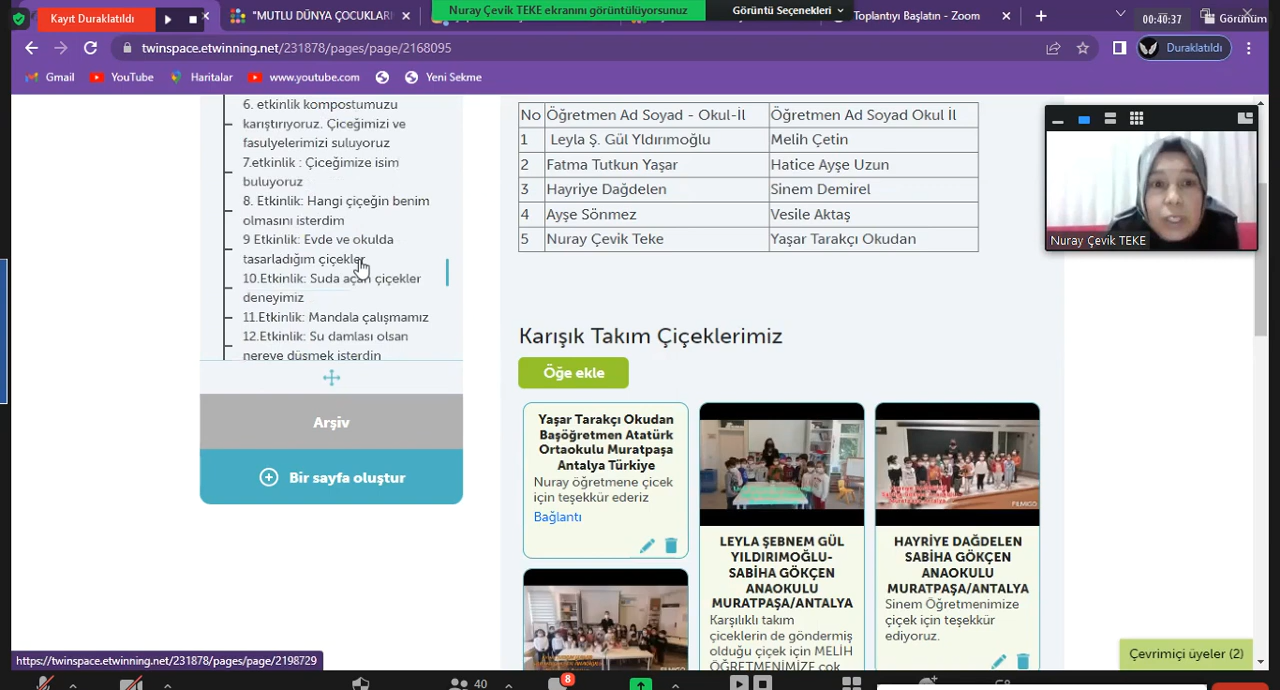 Kayıt Duraklatıldı
"MUTLU DÜNYA ÇOCUKLARI
Nuray Çevik TEKE ekranını görüntülüyorsunuz
Görüntü Seçenekleri
Toplantıyı Başlatın - Zoom
00:40:37
Görünüm
twinspace.etwinning.net/231878/pages/page/2168095
Duraklatıldı
Gmail
YouTube
Haritalar
www.youtube.com
Yeni Sekme
6. etkinlik kompostumuzu
karıştırıyoruz. Çiçeğimizi ve
fasulyelerimizi suluyoruz
7.etkinlik : Çiçeğimize isim
buluyoruz
8. Etkinlik: Hangi çiçeğin benim
olmasını isterdim
9 Etkinlik: Evde ve okulda
tasarladığım çiçekler
10.Etkinlik: Suda açan çiçekler
deneyimiz
11.Etkinlik: Mandala çalışmamız
12.Etkinlik: Su damlası olsan
nereye düşmek isterdin
Arşiv
Bir sayfa oluştur
No Öğretmen Ad Soyad - Okul-İl Öğretmen Ad Soyad Okul İl
1 Leyla Ş. Gül Yldırımoğlu Melih Çetin
2 Fatma Tutkun Yaşar Hatice Ayşe Uzun
3 Hayriye Dağdelen Sinem Demirel
4 Ayşe Sönmez Vesile Aktaş
5 Nuray Çevik Teke Yaşar Tarakçı Okudan
Nuray Çevik TEKE
Karışık Takım Çiçeklerimiz
Öğe ekle
Yaşar Tarakçı Okudan
Başöğretmen Atatürk
Ortaokulu Muratpaşa
Antalya Türkiye
Nuray öğretmene çicek
için teşekkür ederiz
Bağlantı
LEYLA ŞEBNEM GÜL
YILDIRIMOĞLU-
SABİHA GÖKÇEN
ANAOKULU
MURATPAŞA/ANTALYA
Karşılıklı takım
çiceklerin de göndermiş
olduğu çiçek için MELİH
ÖĞRETMENİMİZE çok
FILMIGO
HAYRİYE DAĞDELEN
SABİHA GÖKÇEN
ANAOKULU
MURATPAŞA/ANTALYA
Sinem Öğretmenimize
çiçek için teşekkür
ediyoruz.
FILMIGO
Çevrimiçi üyeler (2)
https://twinspace.etwinning.net/231878/pages/page/2198729
40
8